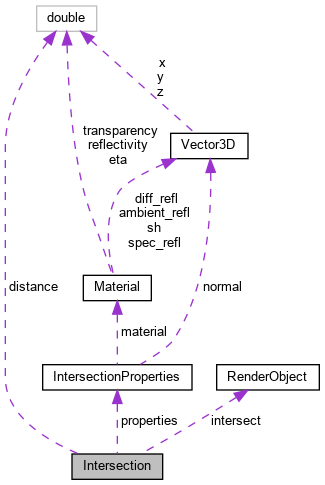 double
x
y
z
transparency
reflectivity
eta
Vector3D
diff_refl
ambient_refl
sh
spec_refl
distance
Material
normal
material
IntersectionProperties
RenderObject
properties
intersect
Intersection